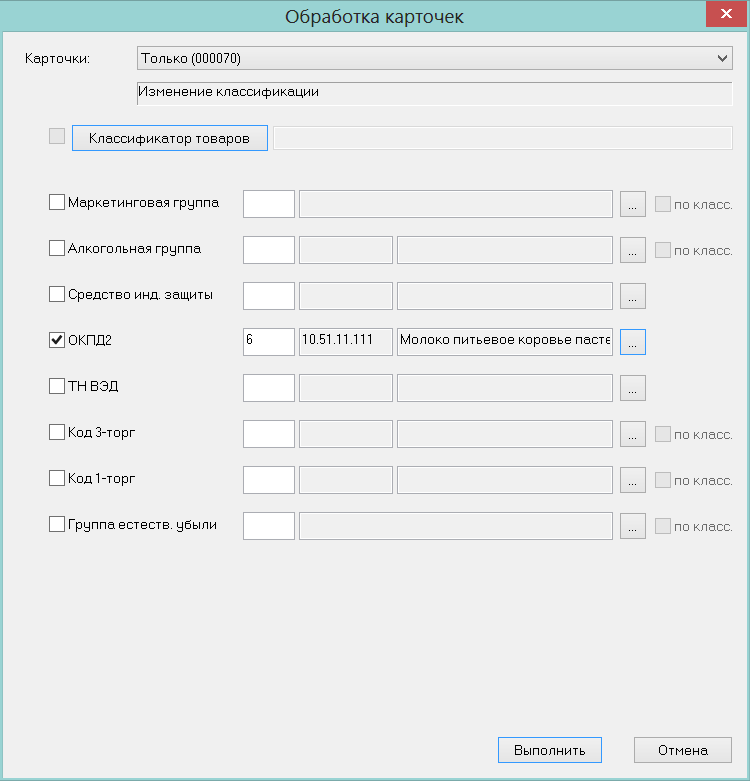 Обработка карточек
Карточки: Только (000070)
Изменение классификации
Классификатор товаров
Маркетинговая группа ... по класс.
Алкогольная группа ... по класс.
Средство инд. защиты ...
ОКПД2 6 10.51.11.111 Молоко питьевое коровье пасте ...
ТН ВЭД ...
Код 3-торг ... по класс.
Код 1-торг ... по класс.
Группа естеств. убыли ... по класс.
Выполнить Отмена